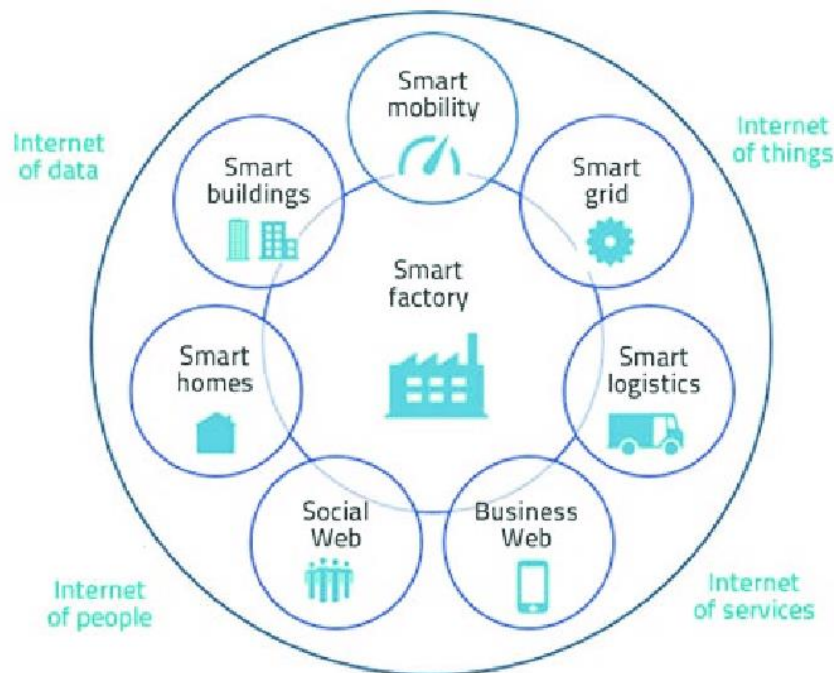 Smart
mobility
Internet
of data
Internet
of things
Smart
buildings
Smart
grid
Smart
factory
Smart
homes
Smart
logistics
Social
Web
Business
Web
Internet
of people
Internet
of services